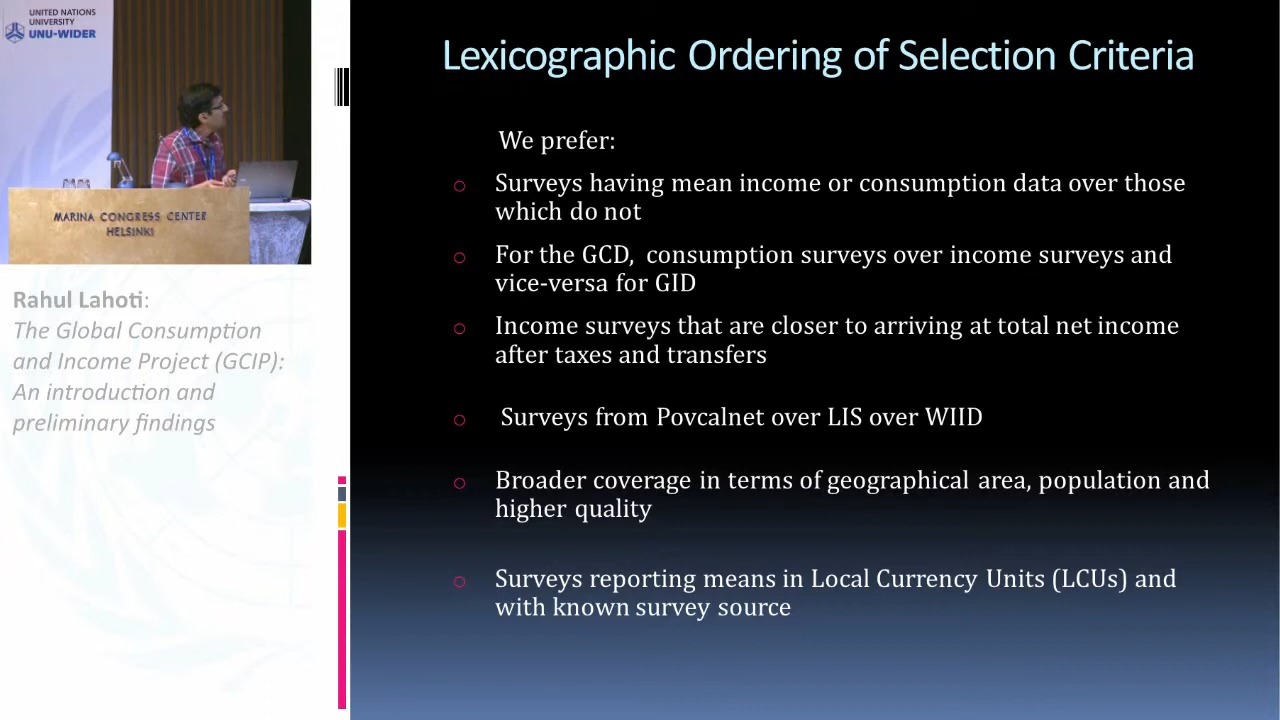 UNITED NATIONS
UNIVERSITY
UNU-WIDER
MARINA CONGRESS CENTER
HELSINKI
Rahul Lahoti:
The Global Consumption
and Income Project (GCIP):
An introduction and
preliminary findings
Lexicographic Ordering of Selection Criteria
We prefer:
Surveys having mean income or consumption data over those
which do not
For the GCD, consumption surveys over income surveys and
vice-versa for GID
Income surveys that are closer to arriving at total net income
after taxes and transfers
Surveys from Povcalnet over LIS over WIID
Broader coverage in terms of geographical area, population and
higher quality
Surveys reporting means in Local Currency Units (LCUs) and
with known survey source